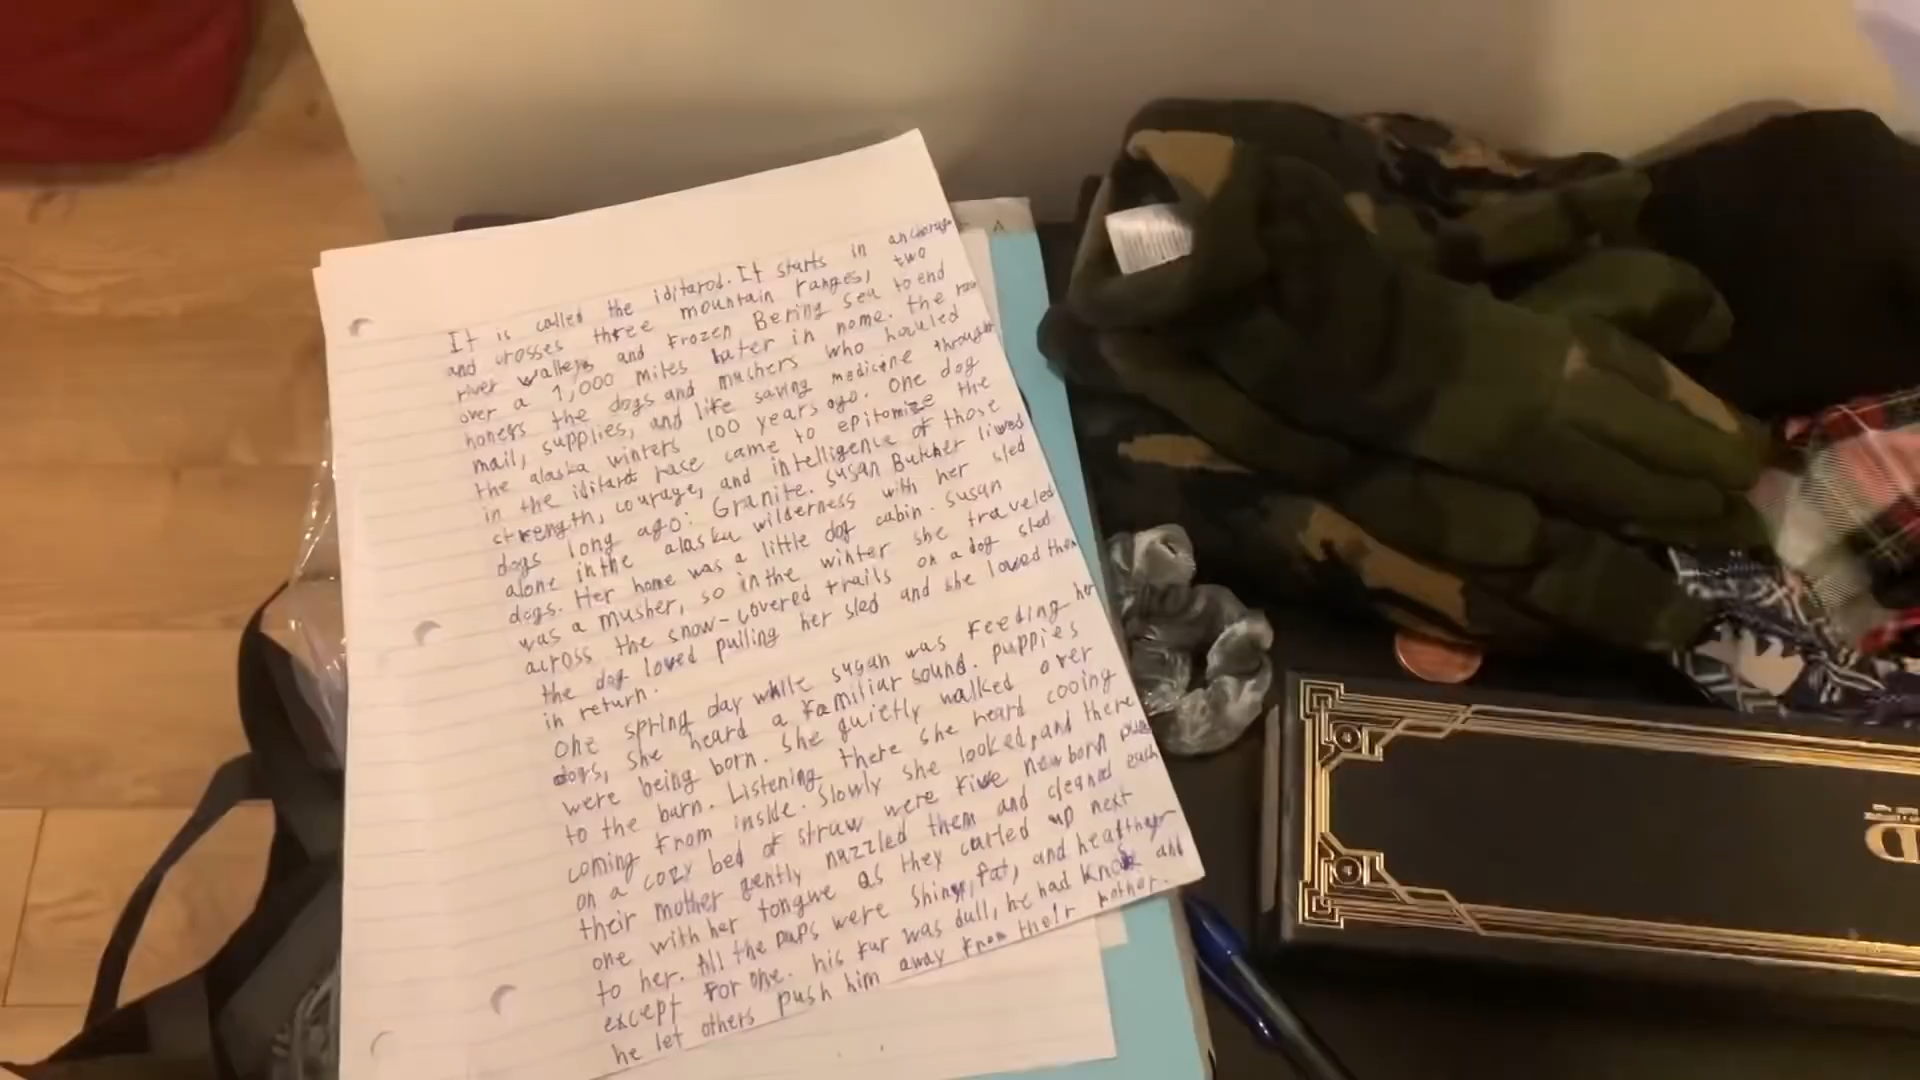 It is called the iditarod. It starts in anchorage
and crosses three mountain ranges, two
river walleys and Frozen Bering Sea to end
over a 1,000 miles later in nome. the
honers the dogs and mushers who hauled
mail, supplies, and life saving medicine through
the alaska winters 100 years ago. One dog
in the iditarot race came to epitomize the
strength, courage, and intelligence of those
dogs long ago: Granite. Susan Butcher liwed
alone in the alaska wilderness with her sled
dogs. Her home was a little dog cabin. Susan
was a musher, so in the winter she traveled
across the snow-covered trails on a dog sled
the dog loved pulling her sled and she loved them
in return.
One spring day while susan was Feeding her
dogs, she heard a Familiar sound. puppies
were being born. She quietly walked over
to the barn. Listening there she heard cooing
coming From inside. Slowly she looked, and there
on a cozy bed of straw were Five newborn
their mother gently nazzled them and cleaned each
one with her tongue as they curled up next
to her. All the pups were Shiny, fat, and
except For one. his Fur was dull, he had and
he let others push him away From their mother.
D